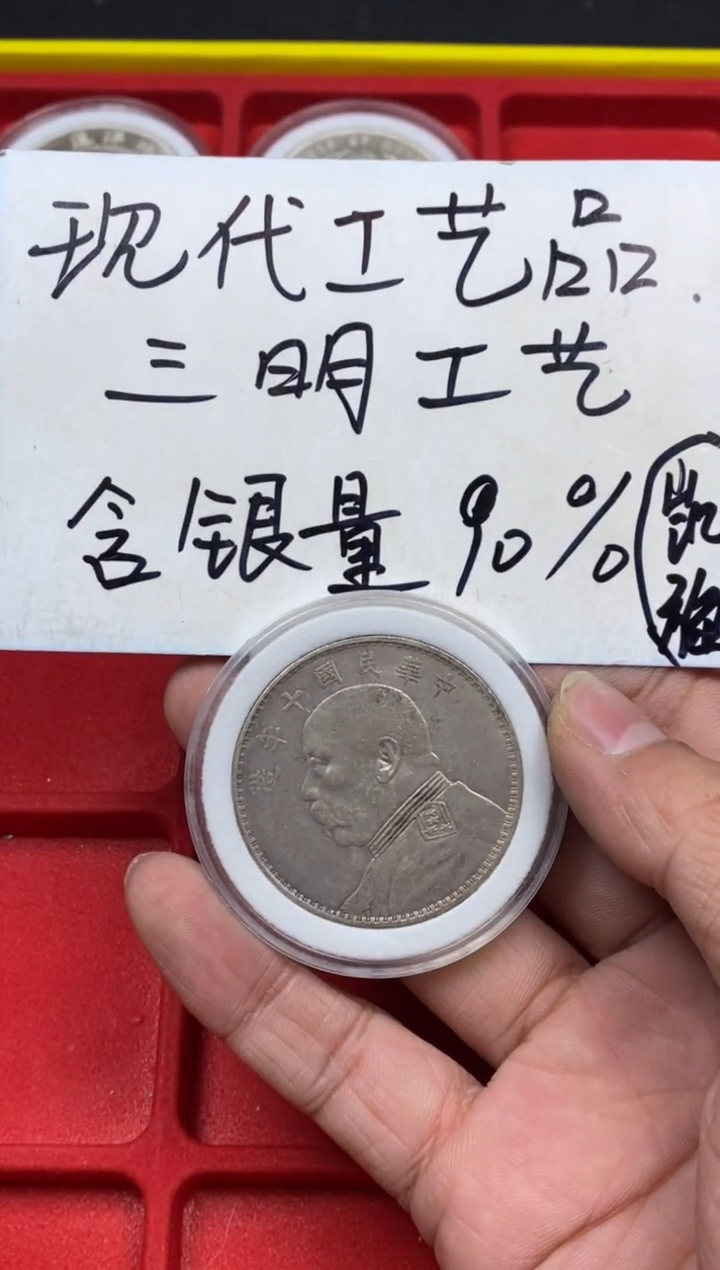 现代工艺品.
三明工艺
含银量90%
凯
中華民國十年造